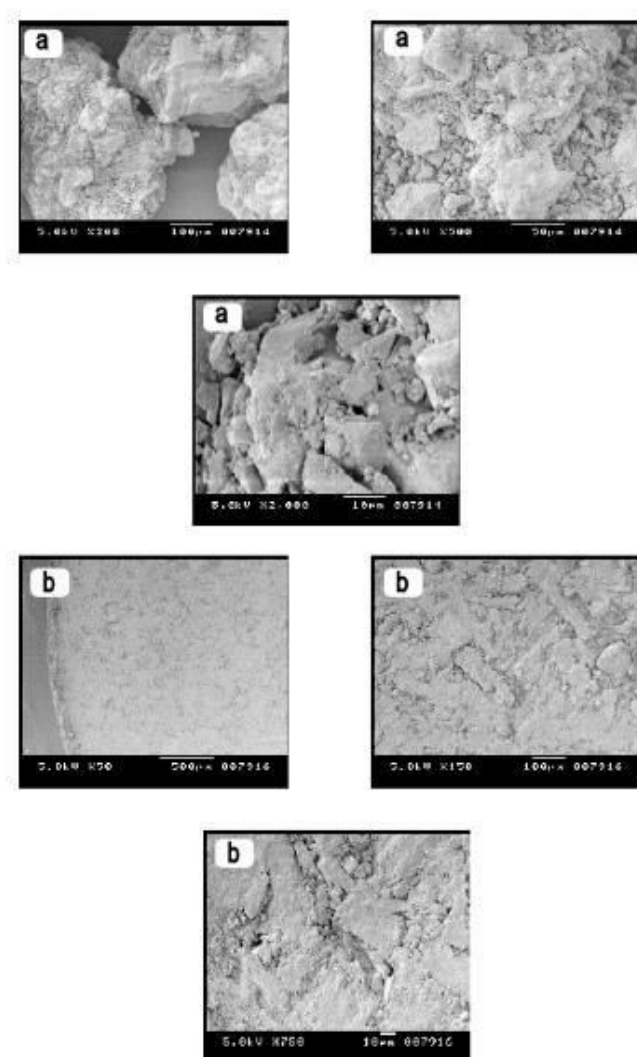 a
5.0kV X200 100µm 007914
a
5.0kV X500 50µm 007914
a
5.0kV X2,000 10µm 007914
b
5.0kV X50 500µm 007916
b
5.0kV X150 100µm 007916
b
5.0kV X750 10µm 007916